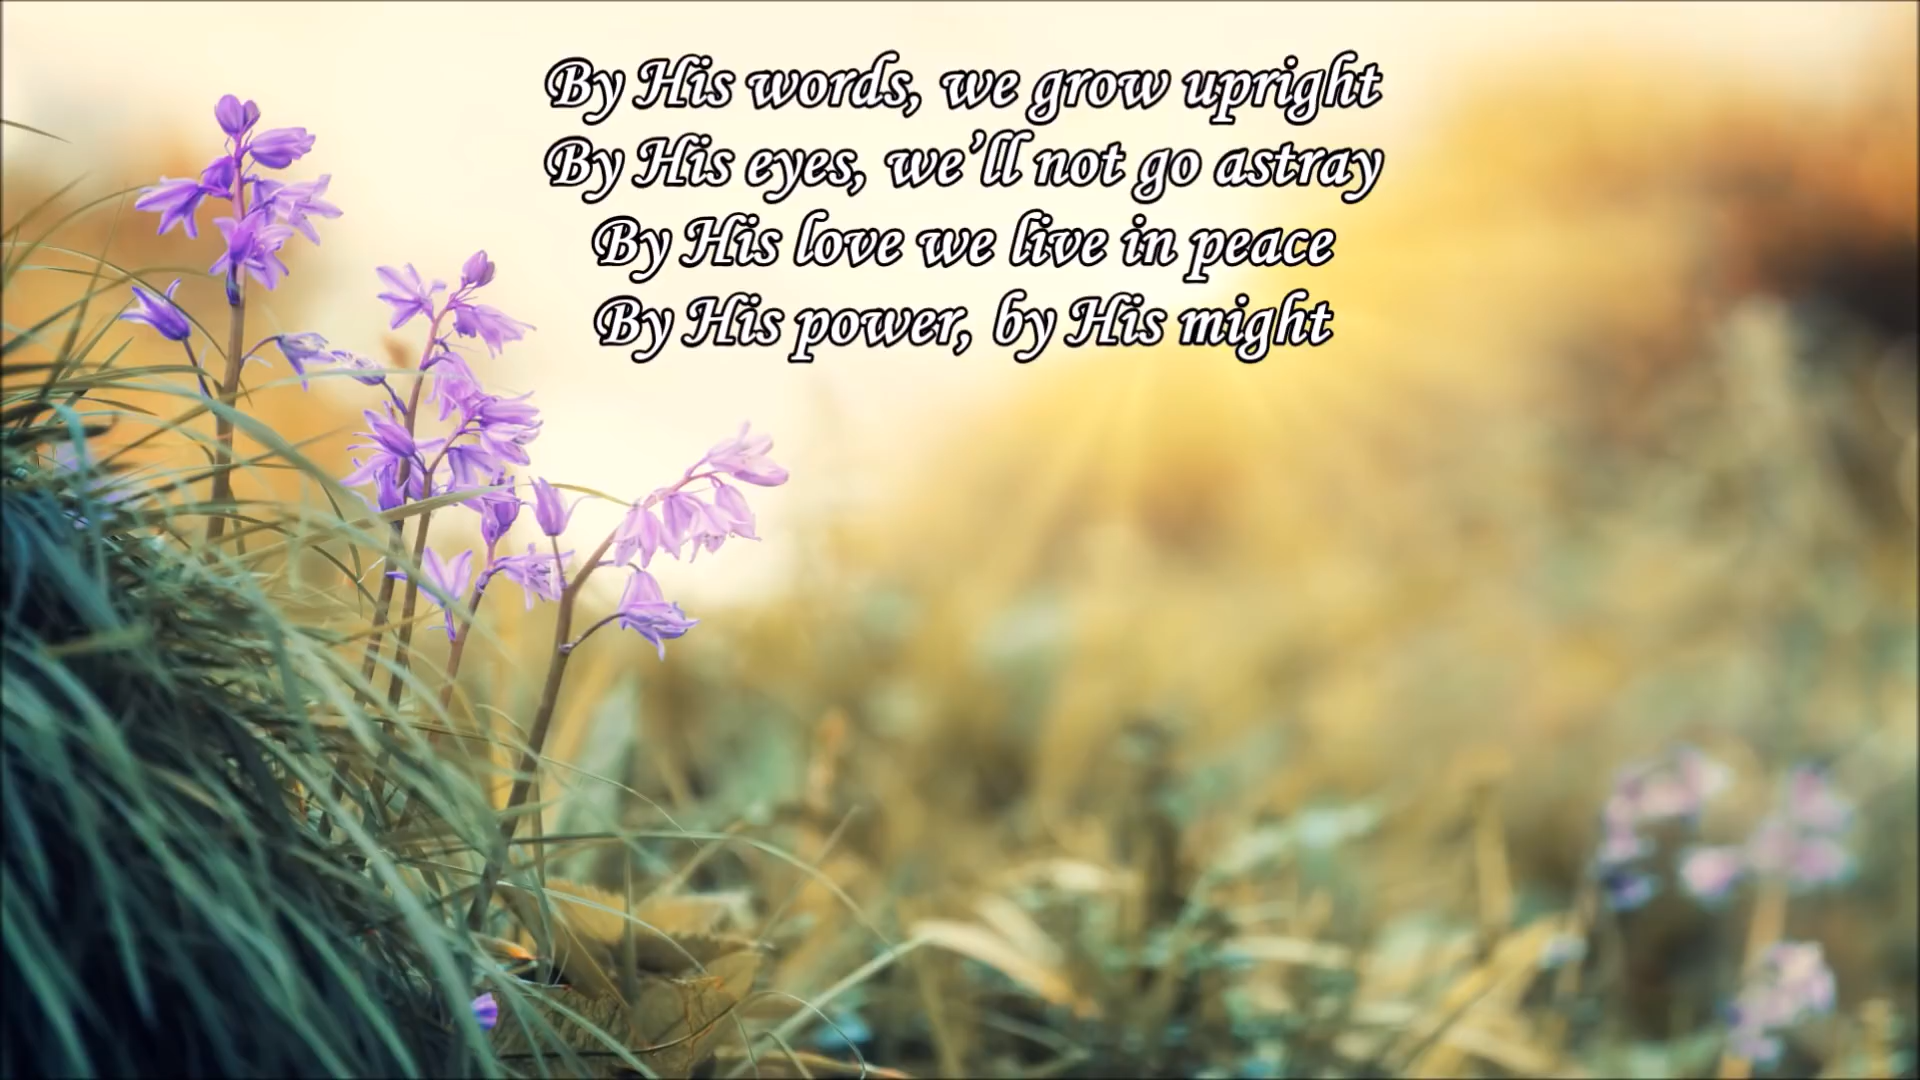 By His words, we grow upright
By His eyes, we’ll not go astray
By His love we live in peace
By His power, by His might